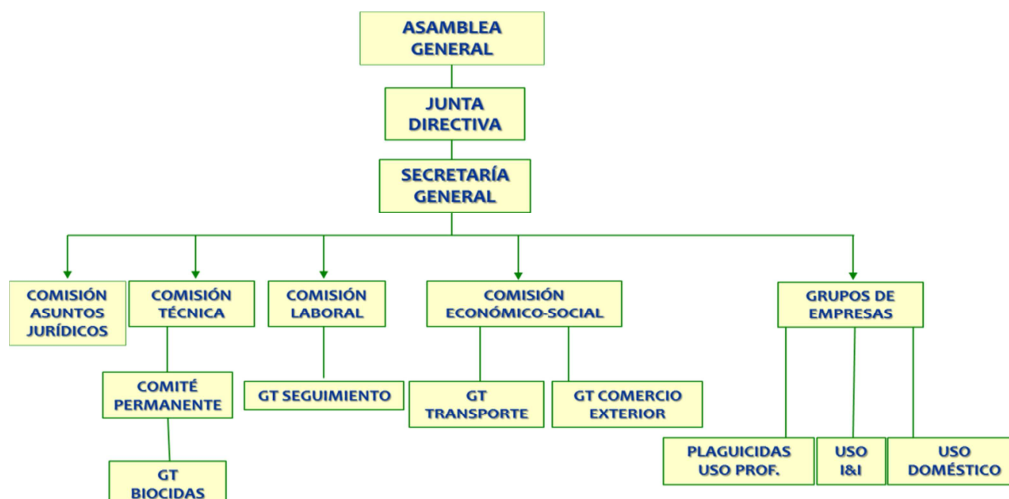 ASAMBLEA
GENERAL
JUNTA
DIRECTIVA
SECRETARÍA
GENERAL
COMISIÓN
ASUNTOS
JURÍDICOS
COMISIÓN
TÉCNICA
COMISIÓN
LABORAL
COMISIÓN
ECONÓMICO-SOCIAL
GRUPOS DE
EMPRESAS
COMITÉ
PERMANENTE
GT SEGUIMIENTO
GT
TRANSPORTE
GT COMERCIO
EXTERIOR
GT
BIOCIDAS
PLAGUICIDAS
USO PROF.
USO
I&I
USO
DOMÉSTICO